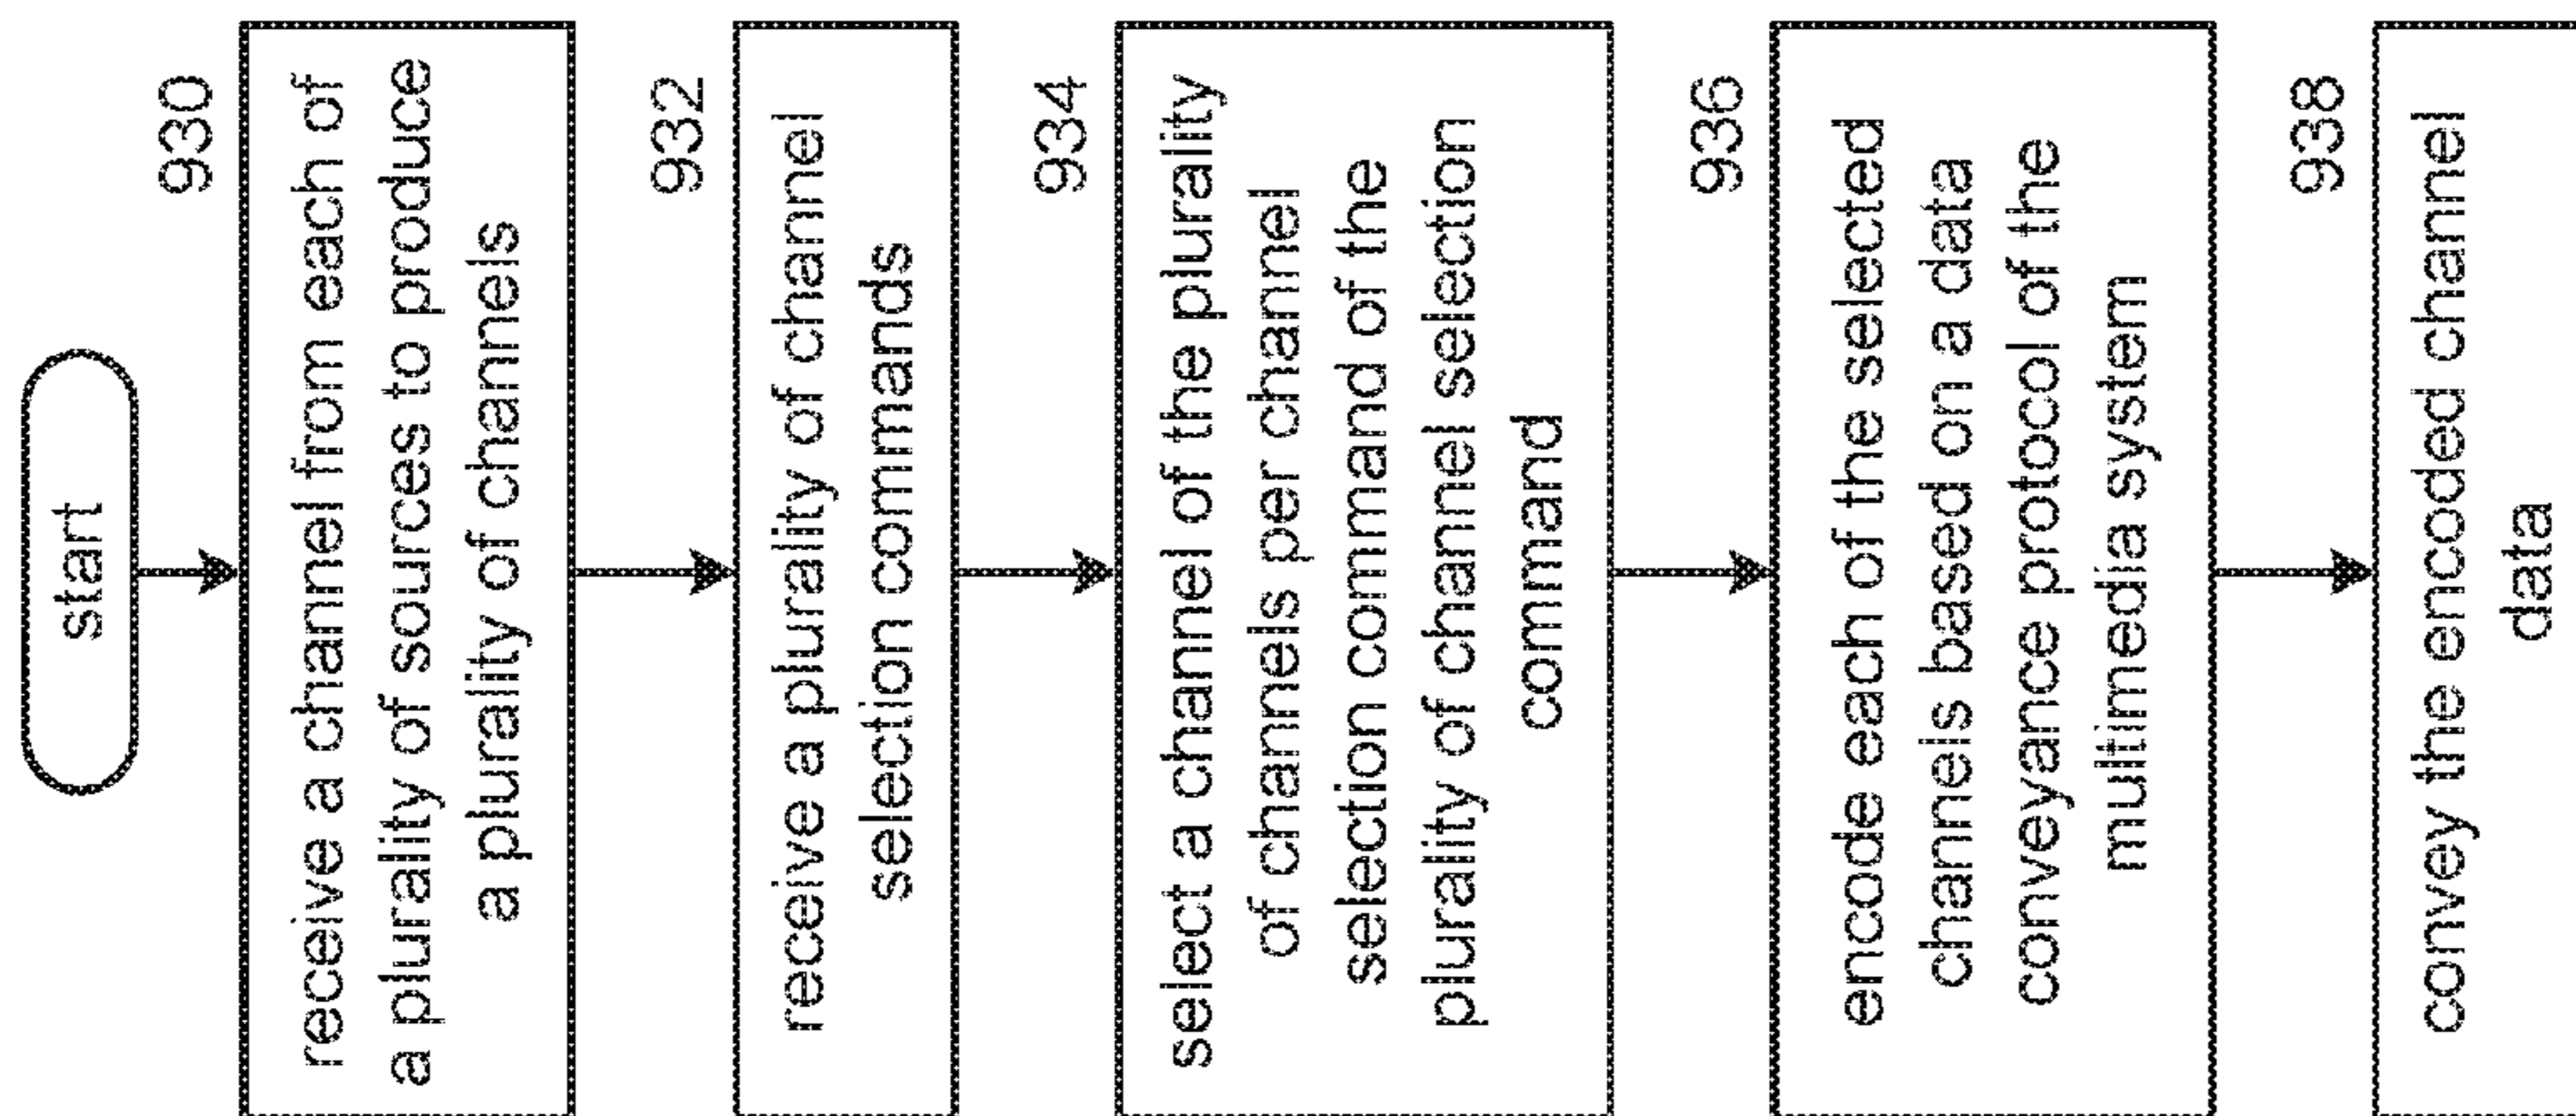 start
930
receive a channel from each of
a plurality of sources to produce
a plurality of channels
932
receive a plurality of channel
selection commands
934
select a channel of the plurality
of channels per channel
selection command of the
plurality of channel selection
command
936
encode each of the selected
channels based on a data
conveyance protocol of the
multimedia system
938
convey the encoded channel
data